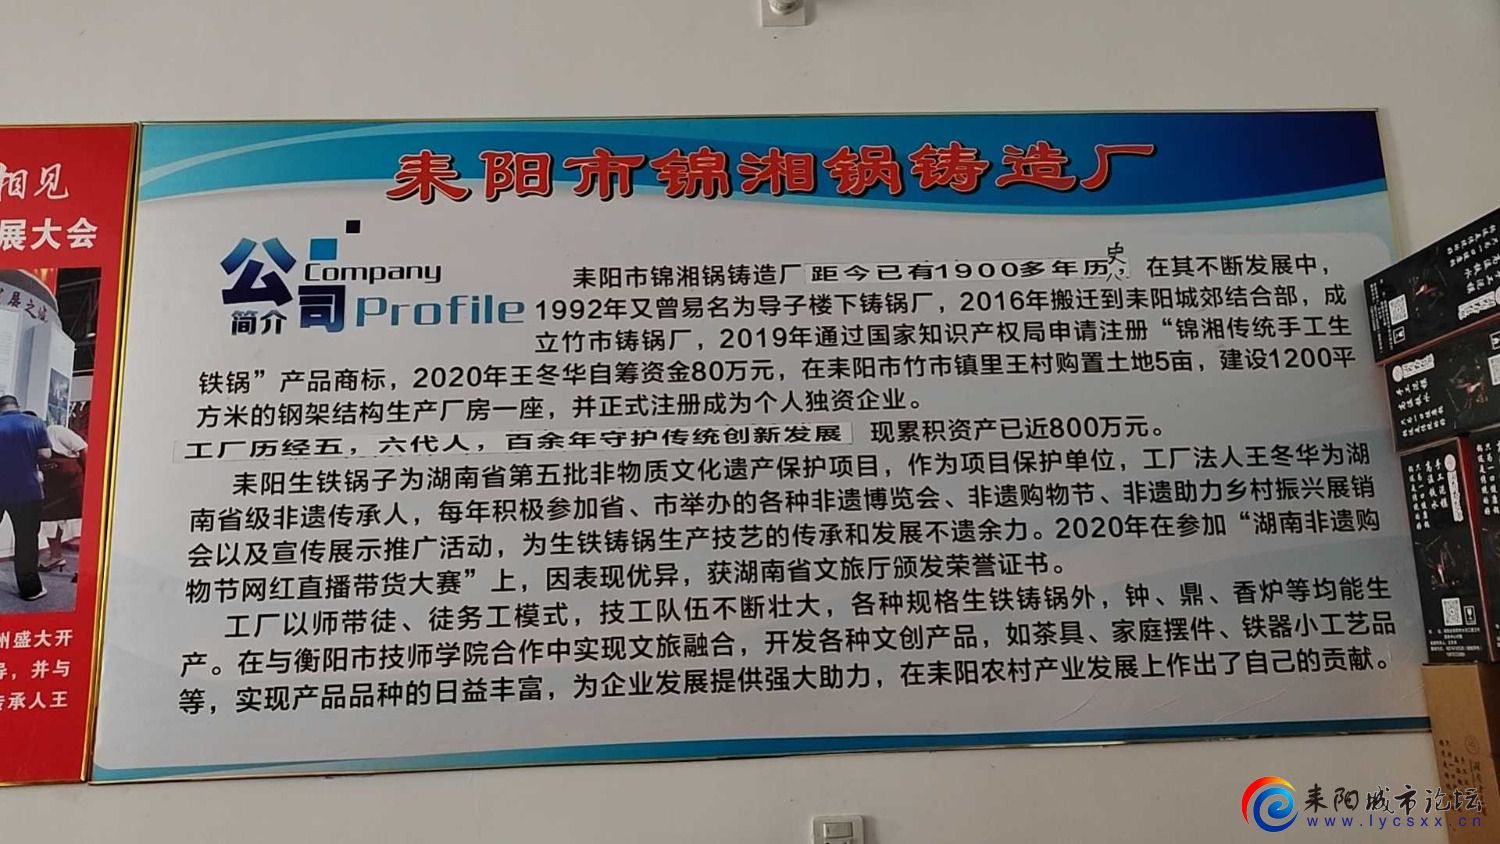 相见
展大会
州盛大开
导，并与
传承人王
耒阳市锦湘锅铸造厂
公司
简介
Company
Profile
史
耒阳市锦湘锅铸造厂距今已有1900多年历，在其不断发展中，
1992年又曾易名为导子楼下铸锅厂，2016年搬迁到耒阳城郊结合部，成
立竹市铸锅厂，2019年通过国家知识产权局申请注册“锦湘传统手工生
铁锅”产品商标，2020年王冬华自筹资金80万元，在耒阳市竹市镇里王村购置土地5亩，建设1200平
方米的钢架结构生产厂房一座，并正式注册成为个人独资企业。
工厂历经五，六代人，百余年守护传统创新发展 现累积资产已近800万元。
耒阳生铁锅子为湖南省第五批非物质文化遗产保护项目，作为项目保护单位，工厂法人王冬华为湖
南省级非遗传承人，每年积极参加省、市举办的各种非遗博览会、非遗购物节、非遗助力乡村振兴展销
会以及宣传展示推广活动，为生铁铸锅生产技艺的传承和发展不遗余力。2020年在参加“湖南非遗购
物节网红直播带货大赛”上，因表现优异，获湖南省文旅厅颁发荣誉证书。
工厂以师带徒、徒务工模式，技工队伍不断壮大，各种规格生铁铸锅外，钟、鼎、香炉等均能生
产。在与衡阳市技师学院合作中实现文旅融合，开发各种文创产品，如茶具、家庭摆件、铁器小工艺品
等，实现产品品种的日益丰富，为企业发展提供强大助力，在耒阳农村产业发展上作出了自己的贡献。
耒阳城市论坛
www.lycsxx.cn